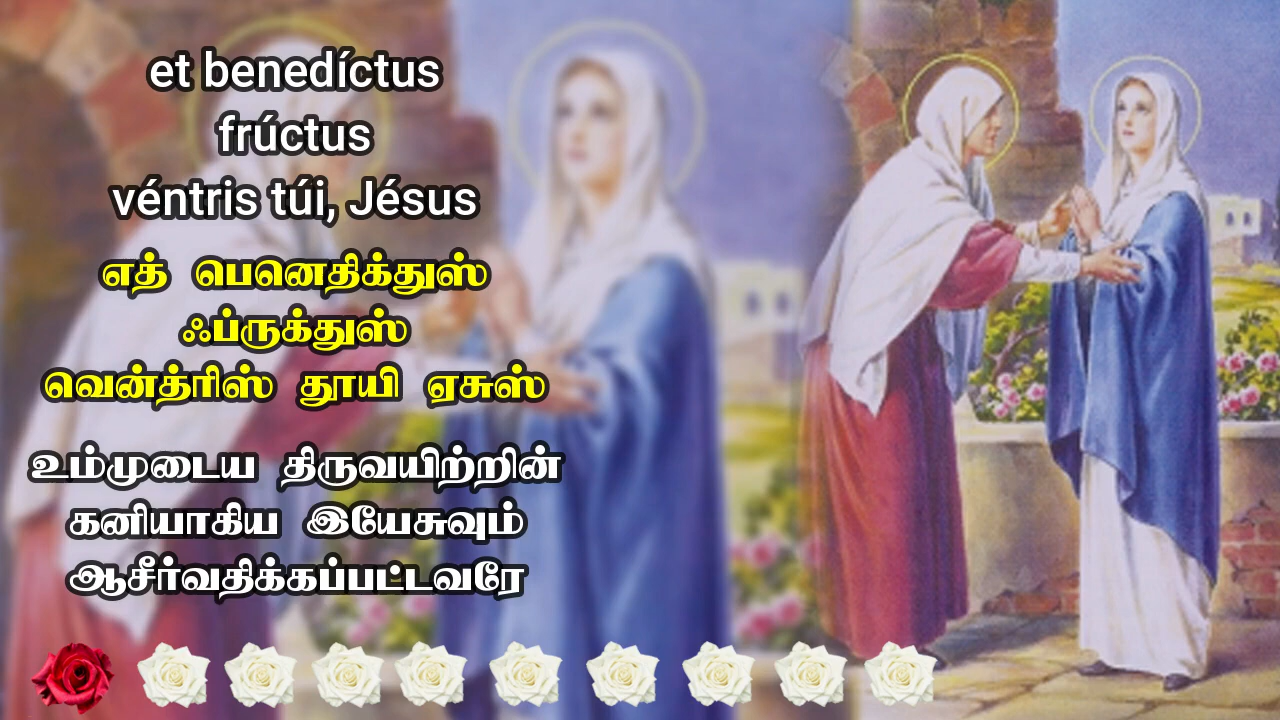 et benedíctus
frúctus
véntris túi, Jésus
எத் பெனெதிக்துஸ்
ஃப்ருக்துஸ்
வென்த்ரிஸ் தூயி ஏசுஸ்
உம்முடைய திருவயிற்றின்
கனியாகிய இயேசுவும்
ஆசீர்வதிக்கப்பட்டவரே